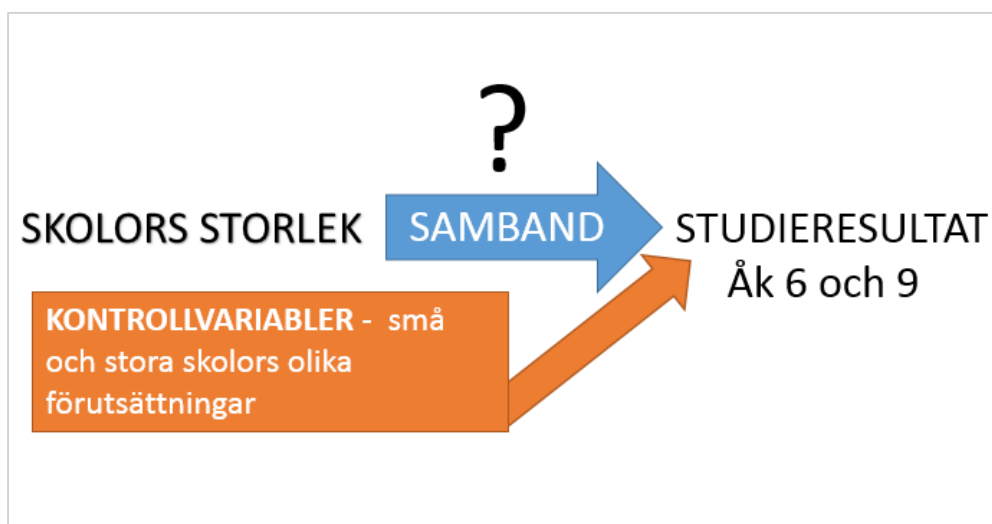 ?
SKOLORS STORLEK
SAMBAND
STUDIERESULTAT
Åk 6 och 9
KONTROLLVARIABLER - små
och stora skolors olika
förutsättningar